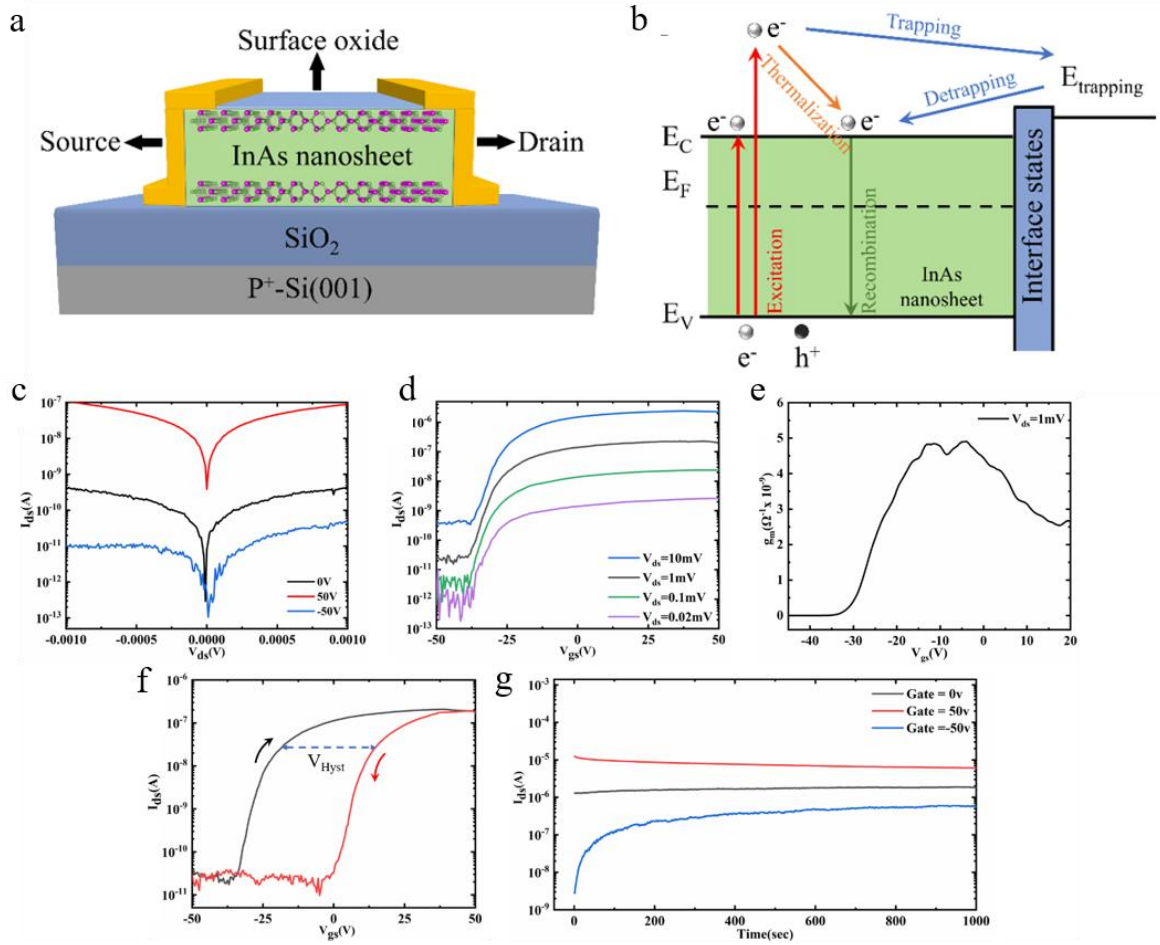 a
Surface oxide
Source
InAs nanosheet
Drain
SiO2
P+-Si(001)
b
e-
Trapping
Etrapping
Thermalization
Detrapping
e-
e-
EC
EF
EV
Excitation
Recombination
InAs
nanosheet
Interface states
e-
h+
c
10-7
10-8
10-9
10-10
10-11
10-12
10-13
Ids(A)
0V
50V
-50V
-0.0010 -0.0005 0.0000 0.0005 0.0010
Vds(V)
d
10-6
10-7
10-8
10-9
10-10
10-11
10-12
10-13
Ids(A)
Vds=10mV
Vds=1mV
Vds=0.1mV
Vds=0.02mV
-50 -25 0 25 50
Vgs(V)
e
6
5
4
3
2
1
0
gm(Ω-1 x 10-9)
Vds=1mV
-40 -30 -20 -10 0 10 20
Vgs(V)
f
10-6
10-7
10-8
10-9
10-10
10-11
Ids(A)
VHyst
-50 -25 0 25 50
Vgs(V)
g
10-3
10-4
10-5
10-6
10-7
10-8
10-9
Ids(A)
Gate = 0v
Gate = 50v
Gate =-50v
0 200 400 600 800 1000
Time(sec)